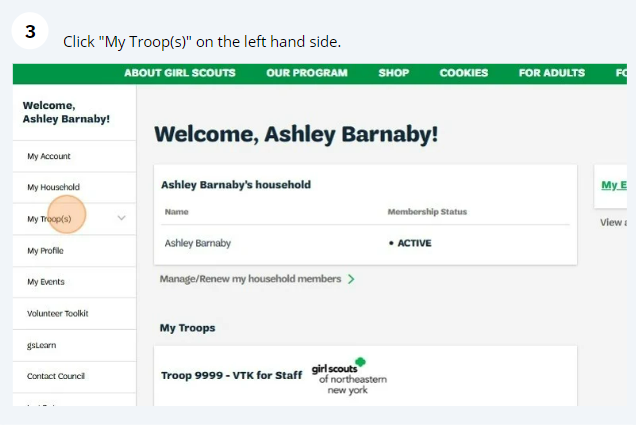 3
Click "My Troop(s)" on the left hand side.
ABOUT GIRL SCOUTS OUR PROGRAM SHOP COOKIES FOR ADULTS
Welcome,
Ashley Barnaby!
My Account
My Household
My Troop(s)
My Profile
My Events
Volunteer Toolkit
gsLearn
Contact Council
Welcome, Ashley Barnaby!
Ashley Barnaby's household
Name Membership Status
Ashley Barnaby • ACTIVE
Manage/Renew my household members
My Troops
Troop 9999 - VTK for Staff
girl scouts
of northeastern
new york
My E
View